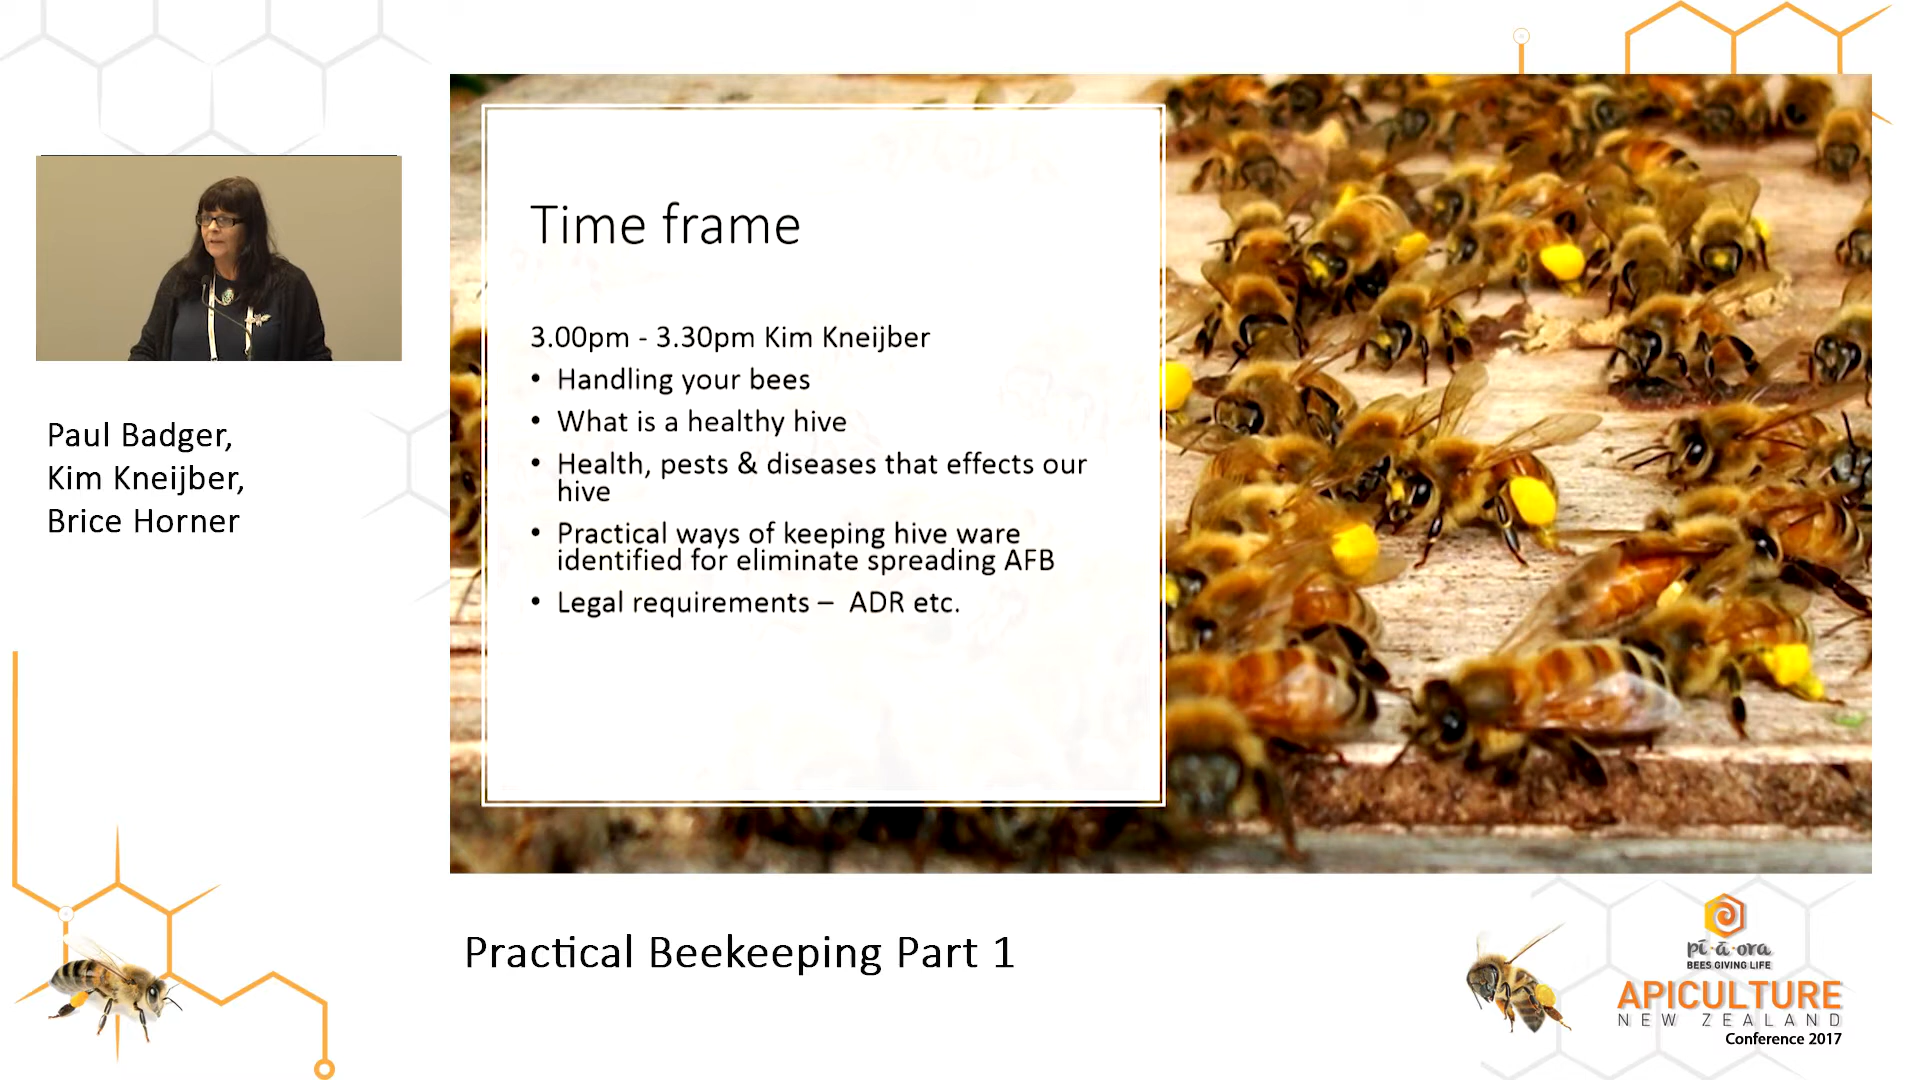 Paul Badger,
Kim Kneijber,
Brice Horner
Time frame
3.00pm - 3.30pm Kim Kneijber
• Handling your bees
• What is a healthy hive
• Health, pests & diseases that effects our
hive
• Practical ways of keeping hive ware
identified for eliminate spreading AFB
• Legal requirements – ADR etc.
Practical Beekeeping Part 1
pī·ā·ora
BEES GIVING LIFE
APICULTURE
NEW ZEALAND
Conference 2017